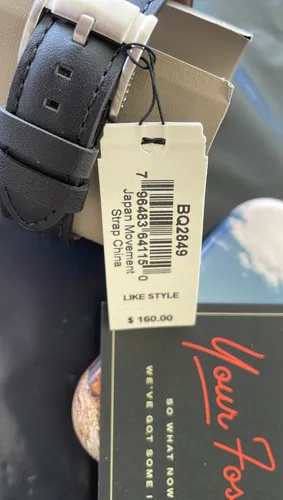 BQ2849
7 96483 64115 0
Japan Movement
Strap China
LIKE STYLE
$ 160.00
Your Fos
SO WHAT NOW
WE'VE GOT SOME I